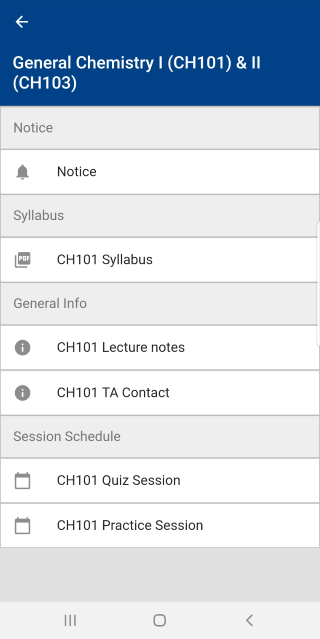 General Chemistry I (CH101) & II
(CH103)
Notice
Notice
Syllabus
PDF
CH101 Syllabus
General Info
CH101 Lecture notes
CH101 TA Contact
Session Schedule
CH101 Quiz Session
CH101 Practice Session